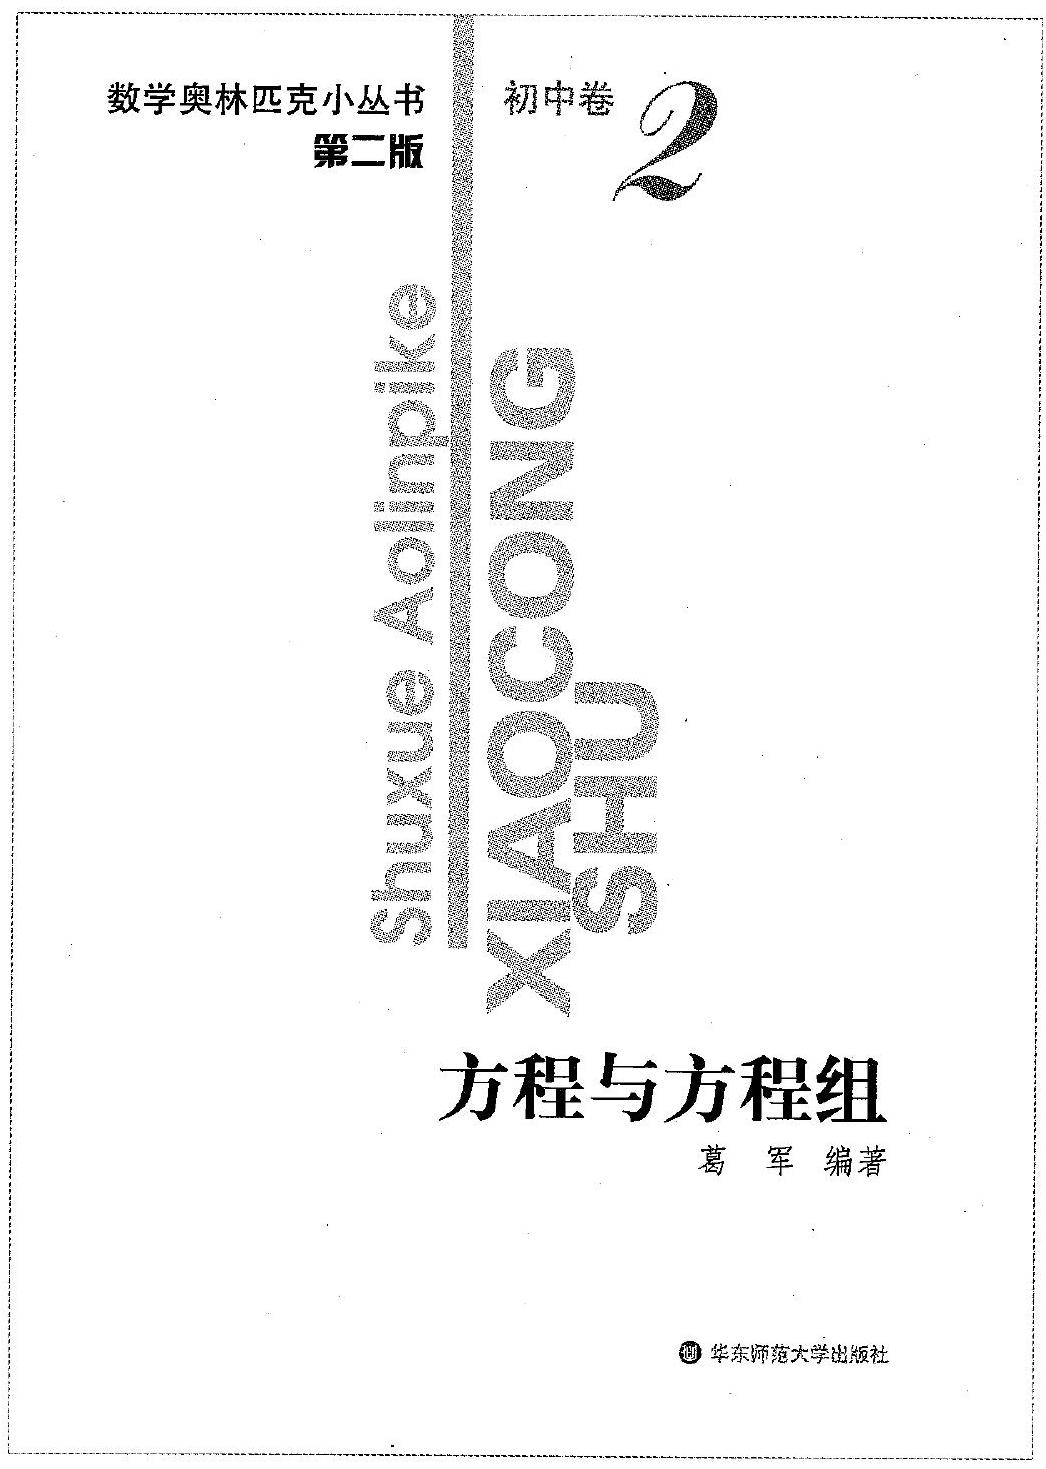 数学奥林匹克小丛书
第二版
初中卷
2
Shuxue Aolinpike
XIAOCONG
SHU
方程与方程组
葛 军 编著
华东师范大学出版社